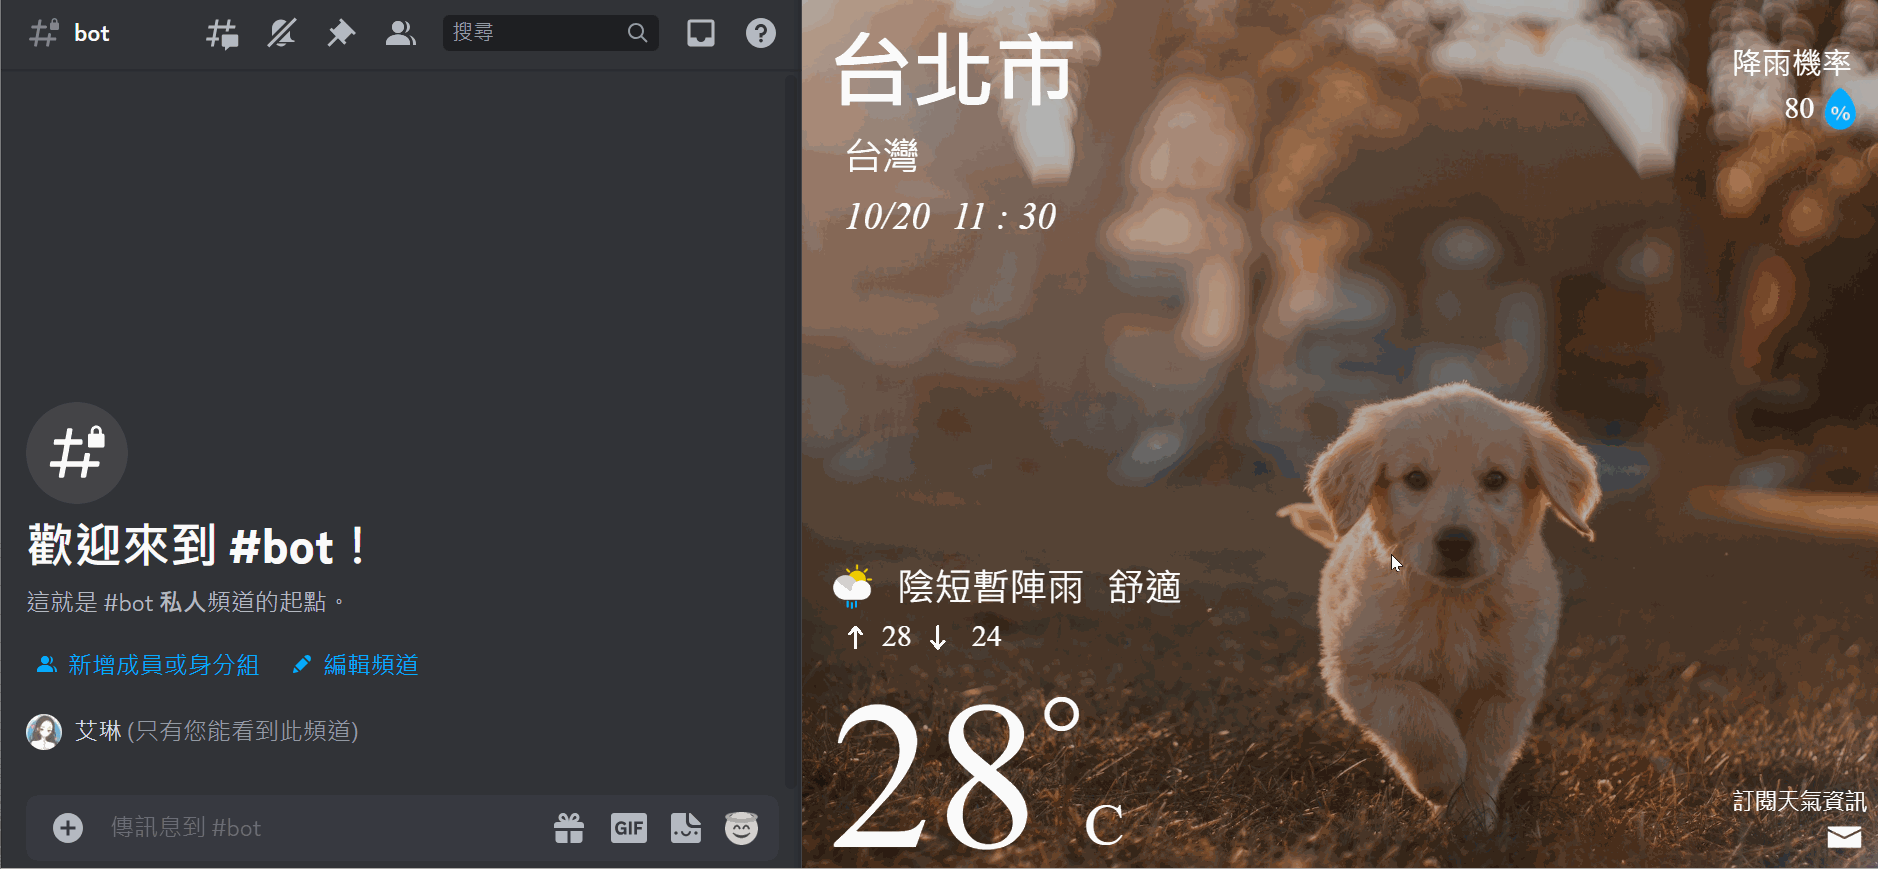 bot
搜尋
歡迎來到 #bot！
這就是 #bot 私人頻道的起點。
新增成員或身分組 編輯頻道
艾琳 (只有您能看到此頻道)
傳訊息到 #bot
GIF
台北市
台灣
10/20 11 : 30
降雨機率
80 %
陰短暫陣雨 舒適
↑ 28 ↓ 24
28° C
訂閱天氣資訊